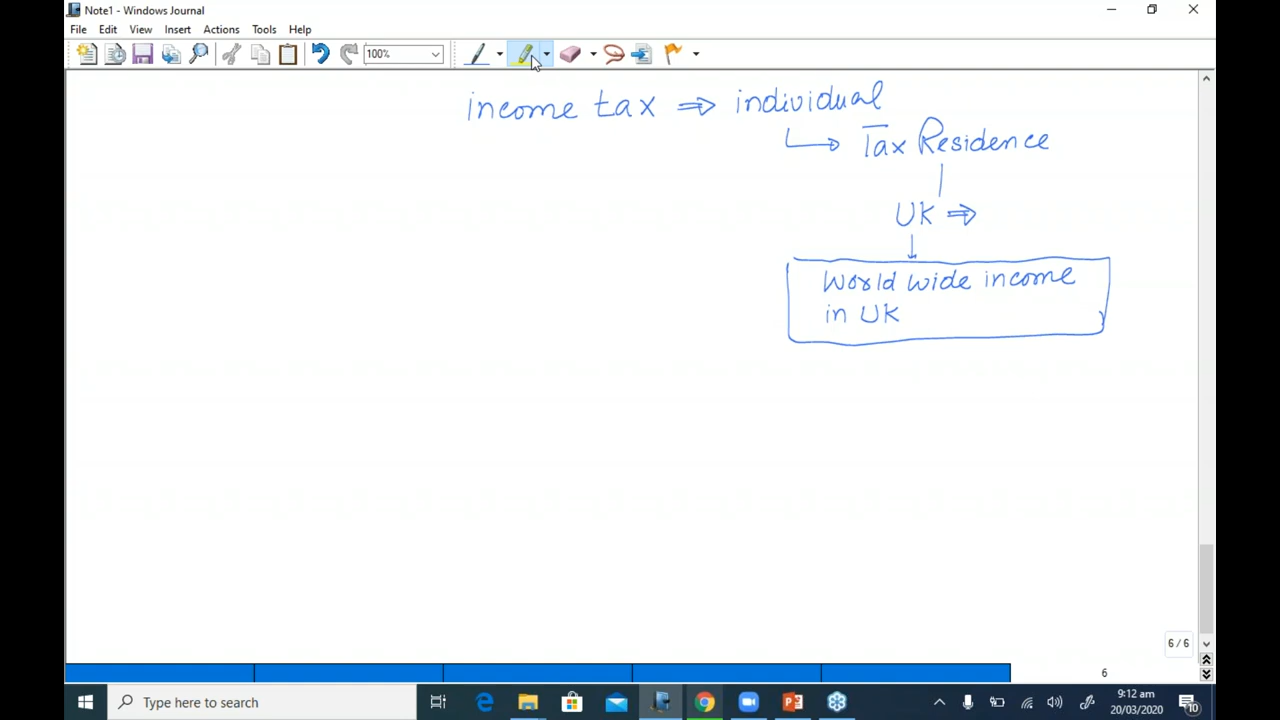 Note1 - Windows Journal
File Edit View Insert Actions Tools Help
100%
income tax ⇒ individual
Tax Residence
UK ⇒
World wide income
in UK
6 / 6
6
Type here to search
9:12 am
20/03/2020
10